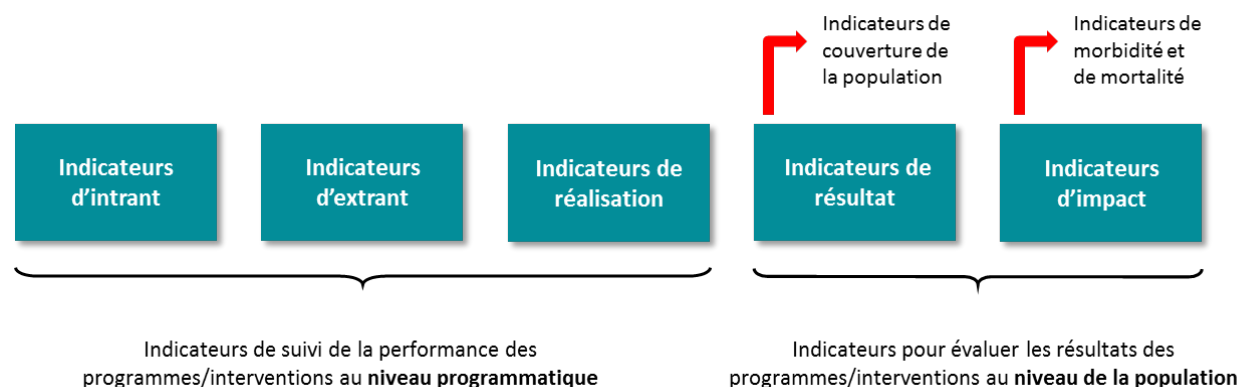 Indicateurs de
couverture de
la population
Indicateurs de
morbidité et
de mortalité
Indicateurs
d'intrant
Indicateurs
d'extrant
Indicateurs de
réalisation
Indicateurs de
résultat
Indicateurs
d'impact
Indicateurs de suivi de la performance des
programmes/interventions au niveau programmatique
Indicateurs pour évaluer les résultats des
programmes/interventions au niveau de la population